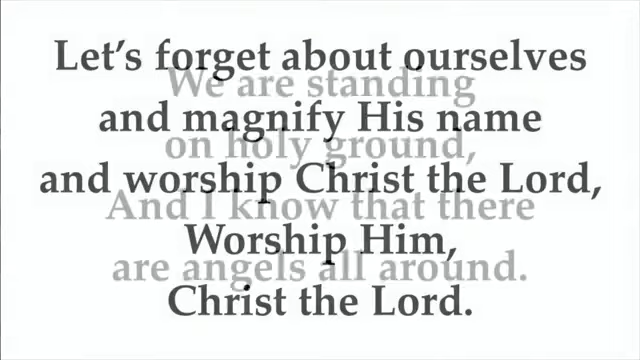 Let's forget about ourselves
We are standing
and magnify His name
on holy ground,
and worship Christ the Lord,
And I know that there
Worship Him,
are angels all around.
Christ the Lord.